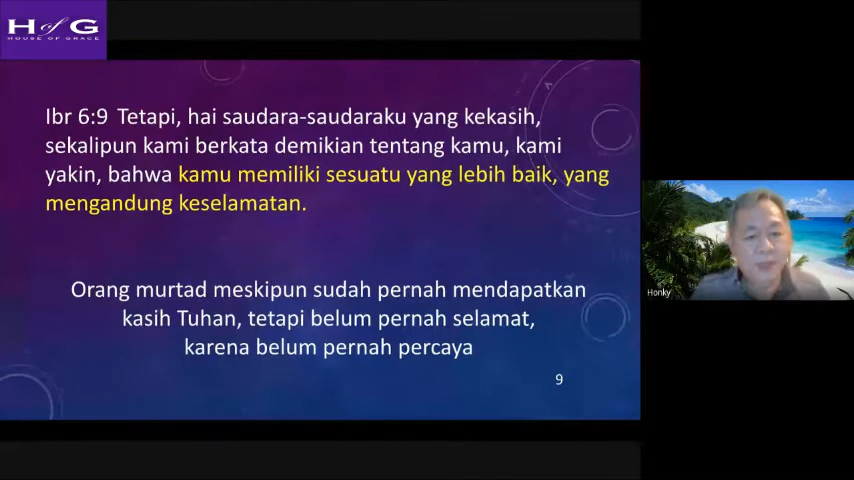 H of G
HOUSE OF GRACE
Ibr 6:9 Tetapi, hai saudara-saudaraku yang kekasih,
sekalipun kami berkata demikian tentang kamu, kami
yakin, bahwa kamu memiliki sesuatu yang lebih baik, yang
mengandung keselamatan.
Orang murtad meskipun sudah pernah mendapatkan
kasih Tuhan, tetapi belum pernah selamat,
karena belum pernah percaya
9
Honky